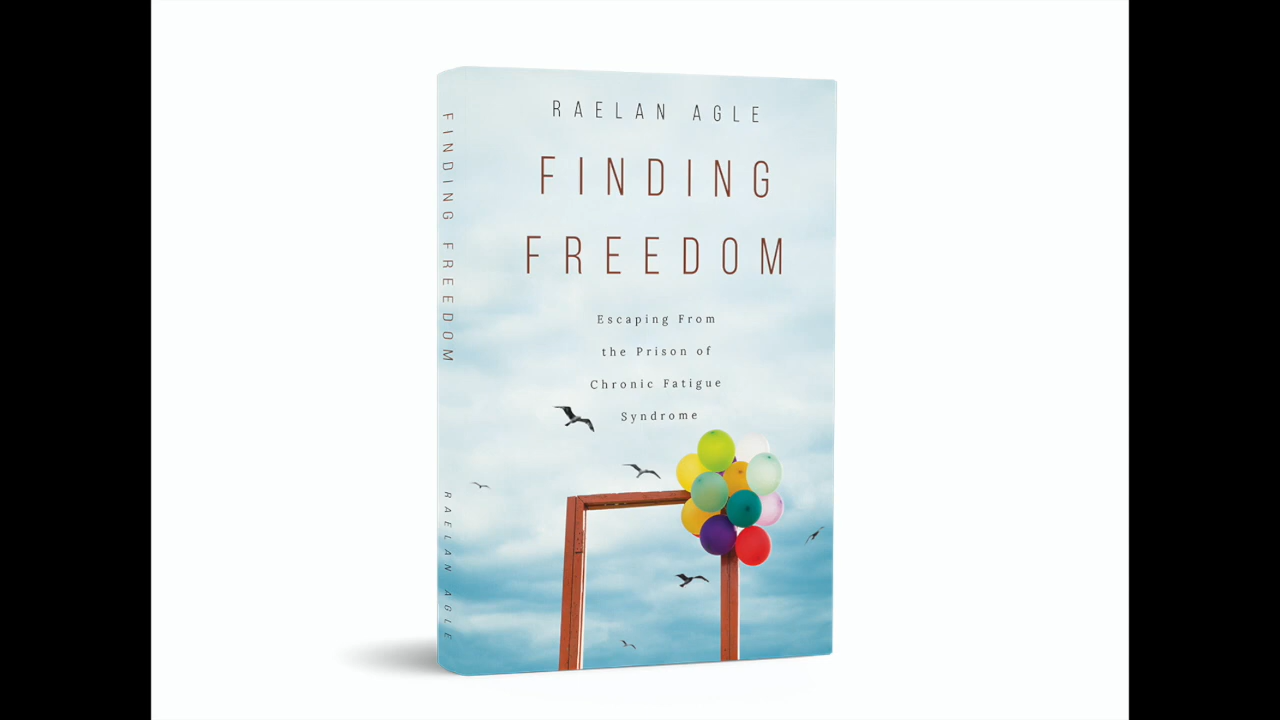 RAELAN AGLE
FINDING
FREEDOM
Escaping From
the Prison of
Chronic Fatigue
Syndrome
FINDING FREEDOM
RAELAN AGLE